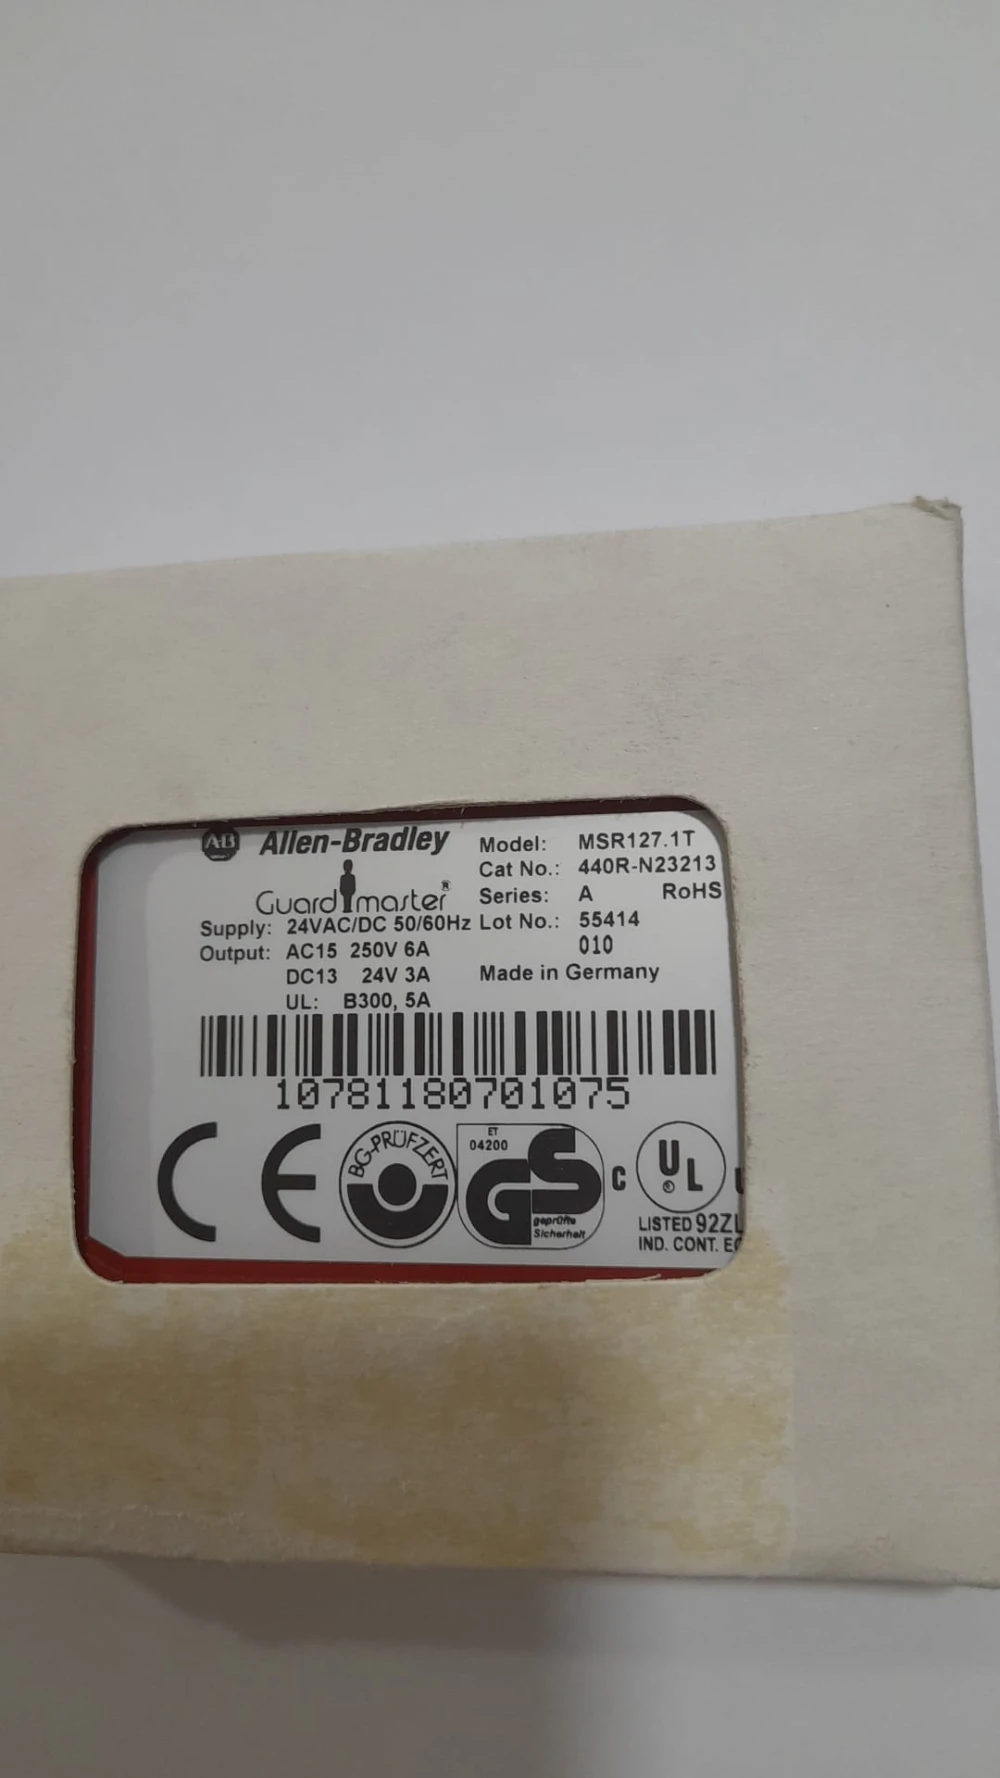 AB Allen-Bradley
Guardmaster®
Model: MSR127.1T
Cat No.: 440R-N23213
Series: A RoHS
Supply: 24VAC/DC 50/60Hz Lot No.: 55414
010
Output: AC15 250V 6A
DC13 24V 3A Made in Germany
UL: B300, 5A
10781180701075
CE
BG-PRÜFZERT
ET
04200
GS
geprüfte
Sicherheit
C UL®
LISTED 92ZL
IND. CONT.